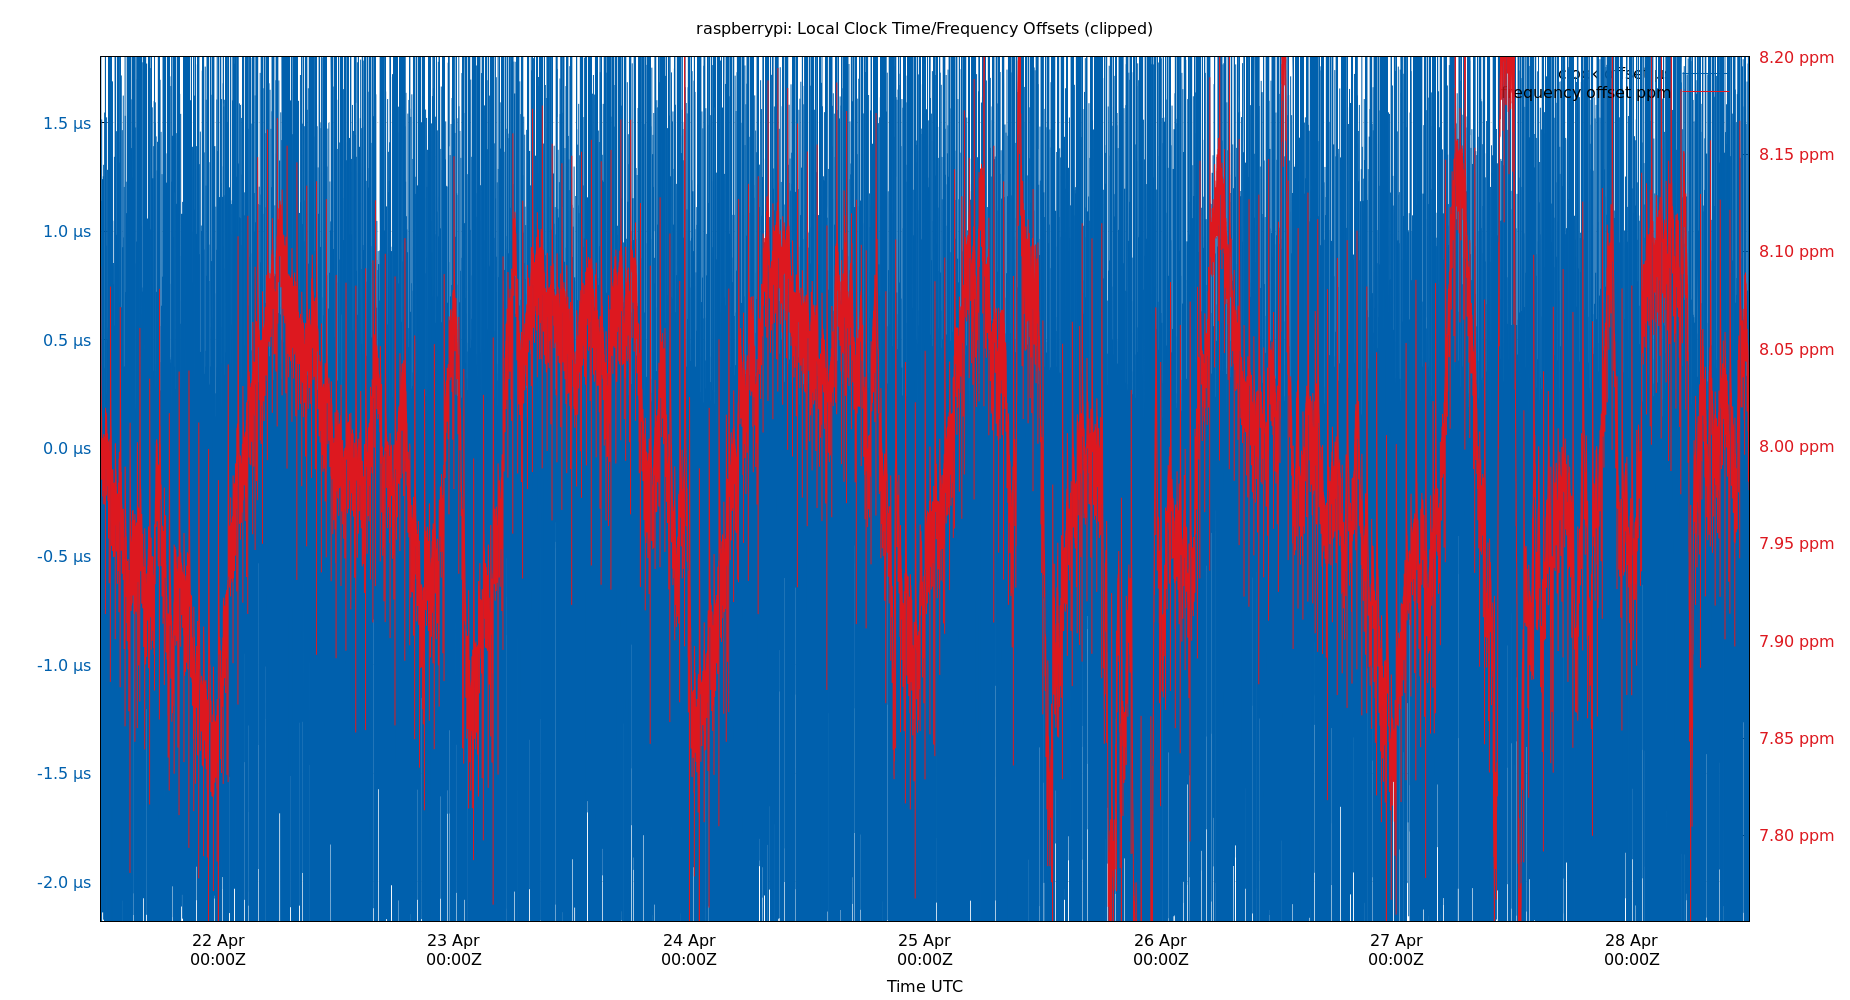 raspberrypi: Local Clock Time/Frequency Offsets (clipped)
8.20 ppm
clock offset µs
frequency offset ppm
1.5 µs
8.15 ppm
1.0 µs
8.10 ppm
0.5 µs
8.05 ppm
0.0 µs
8.00 ppm
-0.5 µs
7.95 ppm
-1.0 µs
7.90 ppm
-1.5 µs
7.85 ppm
7.80 ppm
-2.0 µs
22 Apr 23 Apr 24 Apr 25 Apr 26 Apr 27 Apr 28 Apr
00:00Z 00:00Z 00:00Z 00:00Z 00:00Z 00:00Z 00:00Z
Time UTC